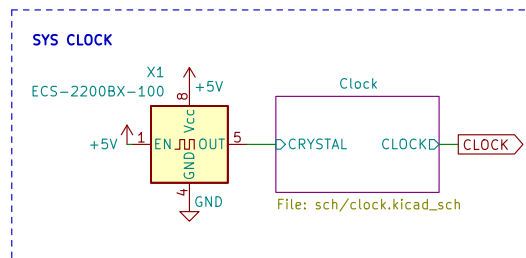 SYS CLOCK
X1
ECS-2200BX-100
+5V
8
Vcc
+5V
1
EN
OUT
5
GND
4
GND
Clock
CRYSTAL
CLOCK
CLOCK
File: sch/clock.kicad_sch